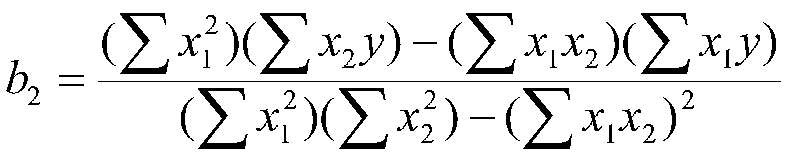 b₂ = (∑ x₁²)(∑ x₂y) − (∑ x₁x₂)(∑ x₁y)
(∑ x₁²)(∑ x₂²) − (∑ x₁x₂)²